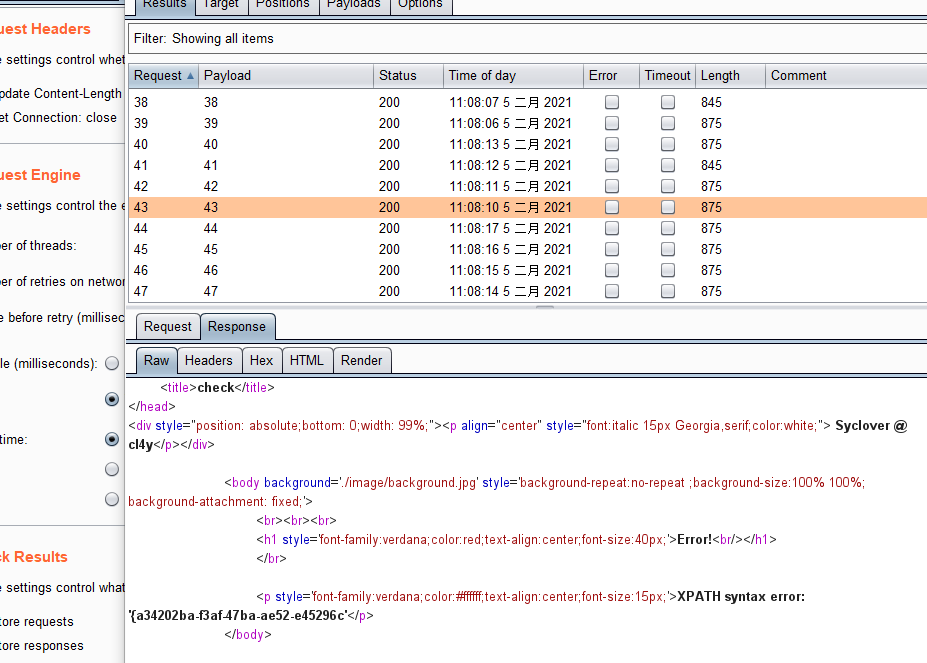 Results Target Positions Payloads Options
uest Headers
Filter: Showing all items
e settings control whet
Request Payload Status Time of day Error Timeout Length Comment
pdate Content-Length
38 38 200 11:08:07 5 二月 2021 845
et Connection: close
39 39 200 11:08:06 5 二月 2021 875
40 40 200 11:08:13 5 二月 2021 875
41 41 200 11:08:12 5 二月 2021 845
uest Engine
42 42 200 11:08:11 5 二月 2021 875
e settings control the e
43 43 200 11:08:10 5 二月 2021 875
44 44 200 11:08:17 5 二月 2021 875
er of threads:
45 45 200 11:08:16 5 二月 2021 875
46 46 200 11:08:15 5 二月 2021 875
er of retries on networ
47 47 200 11:08:14 5 二月 2021 875
e before retry (millisec
Request Response
le (milliseconds):
Raw Headers Hex HTML Render
<title>check</title>
</head>
<div style="position: absolute;bottom: 0;width: 99%;"><p align="center" style="font:italic 15px Georgia,serif;color:white;"> Syclover @
time:
cl4y</p></div>
<body background='./image/background.jpg' style='background-repeat:no-repeat ;background-size:100% 100%;
background-attachment: fixed;'>
<br><br><br>
<h1 style='font-family:verdana;color:red;text-align:center;font-size:40px;'>Error!<br/></h1>
</br>
ck Results
e settings control what
<p style='font-family:verdana;color:#ffffff;text-align:center;font-size:15px;'>XPATH syntax error:
'{a34202ba-f3af-47ba-ae52-e45296c'</p>
tore requests
</body>
tore responses